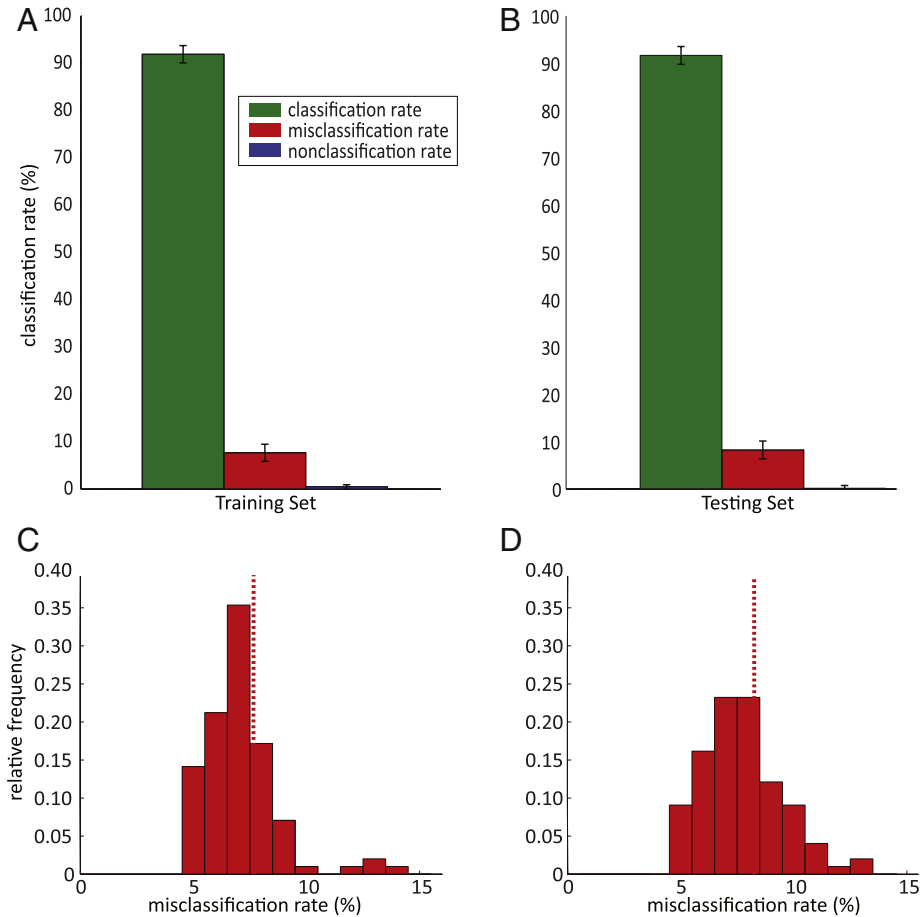 A
100
90
80
70
60
50
40
30
20
10
0
classification rate (%)
classification rate
misclassification rate
nonclassification rate
Training Set
B
100
90
80
70
60
50
40
30
20
10
0
Testing Set
C
0.40
0.35
0.30
0.25
0.20
0.15
0.10
0.05
0
relative frequency
0 5 10 15
misclassification rate (%)
D
0.40
0.35
0.30
0.25
0.20
0.15
0.10
0.05
0
0 5 10 15
misclassification rate (%)